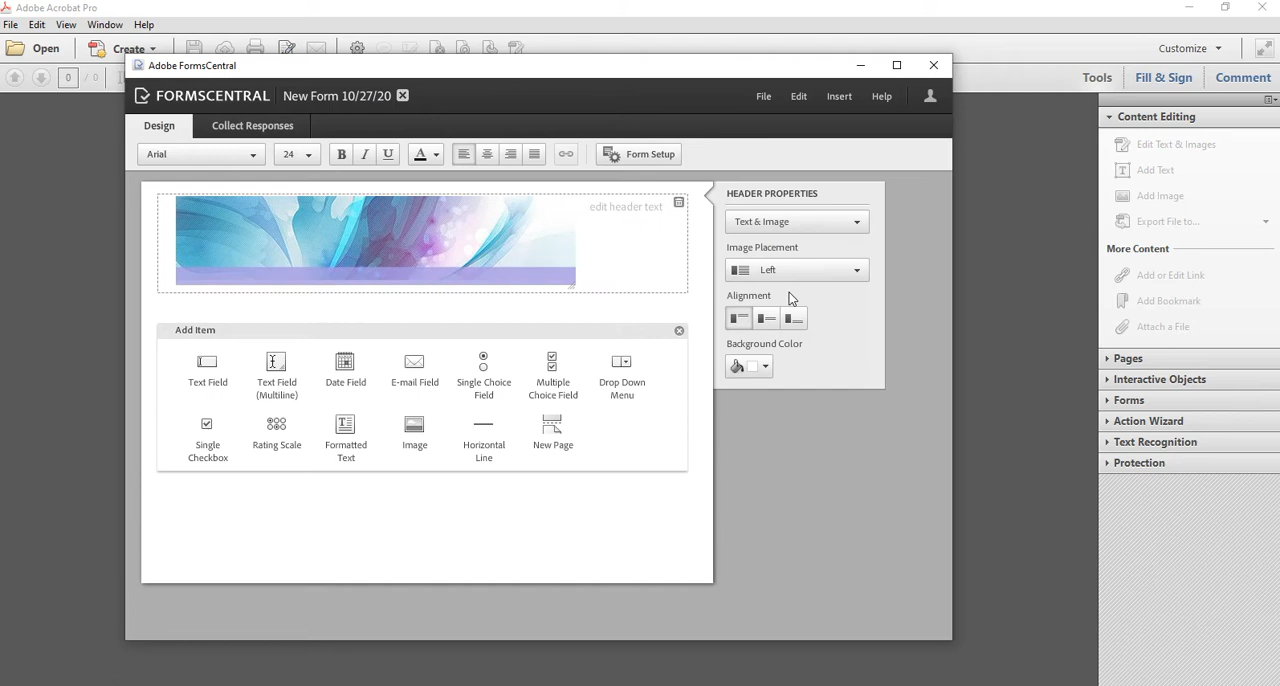 Adobe Acrobat Pro
File Edit View Window Help
Open Create Customize
0 / 0 Tools Fill & Sign Comment
Adobe FormsCentral
FORMSCENTRAL New Form 10/27/20 File Edit Insert Help
Design Collect Responses
Arial 24 B I U A Form Setup
edit header text
HEADER PROPERTIES
Text & Image
Image Placement
Left
Alignment
Background Color
Add Item
Text Field
Text Field (Multiline)
Date Field
E-mail Field
Single Choice Field
Multiple Choice Field
Drop Down Menu
Single Checkbox
Rating Scale
Formatted Text
Image
Horizontal Line
New Page
Content Editing
Edit Text & Images
Add Text
Add Image
Export File to...
More Content
Add or Edit Link
Add Bookmark
Attach a File
Pages
Interactive Objects
Forms
Action Wizard
Text Recognition
Protection